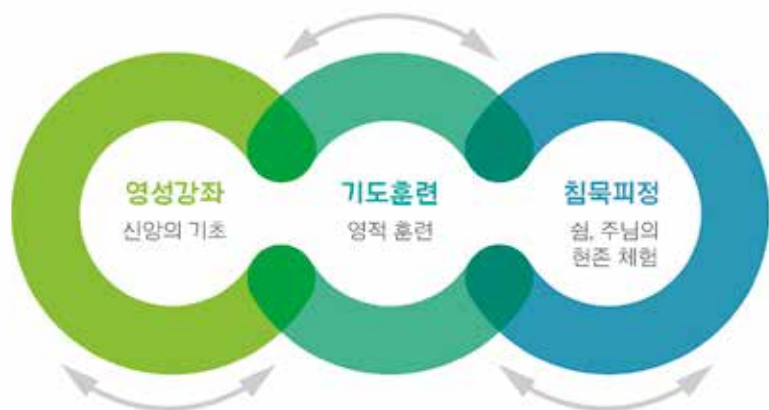 영성강좌
신앙의 기초
기도훈련
영적 훈련
침묵피정
쉼, 주님의
현존 체험